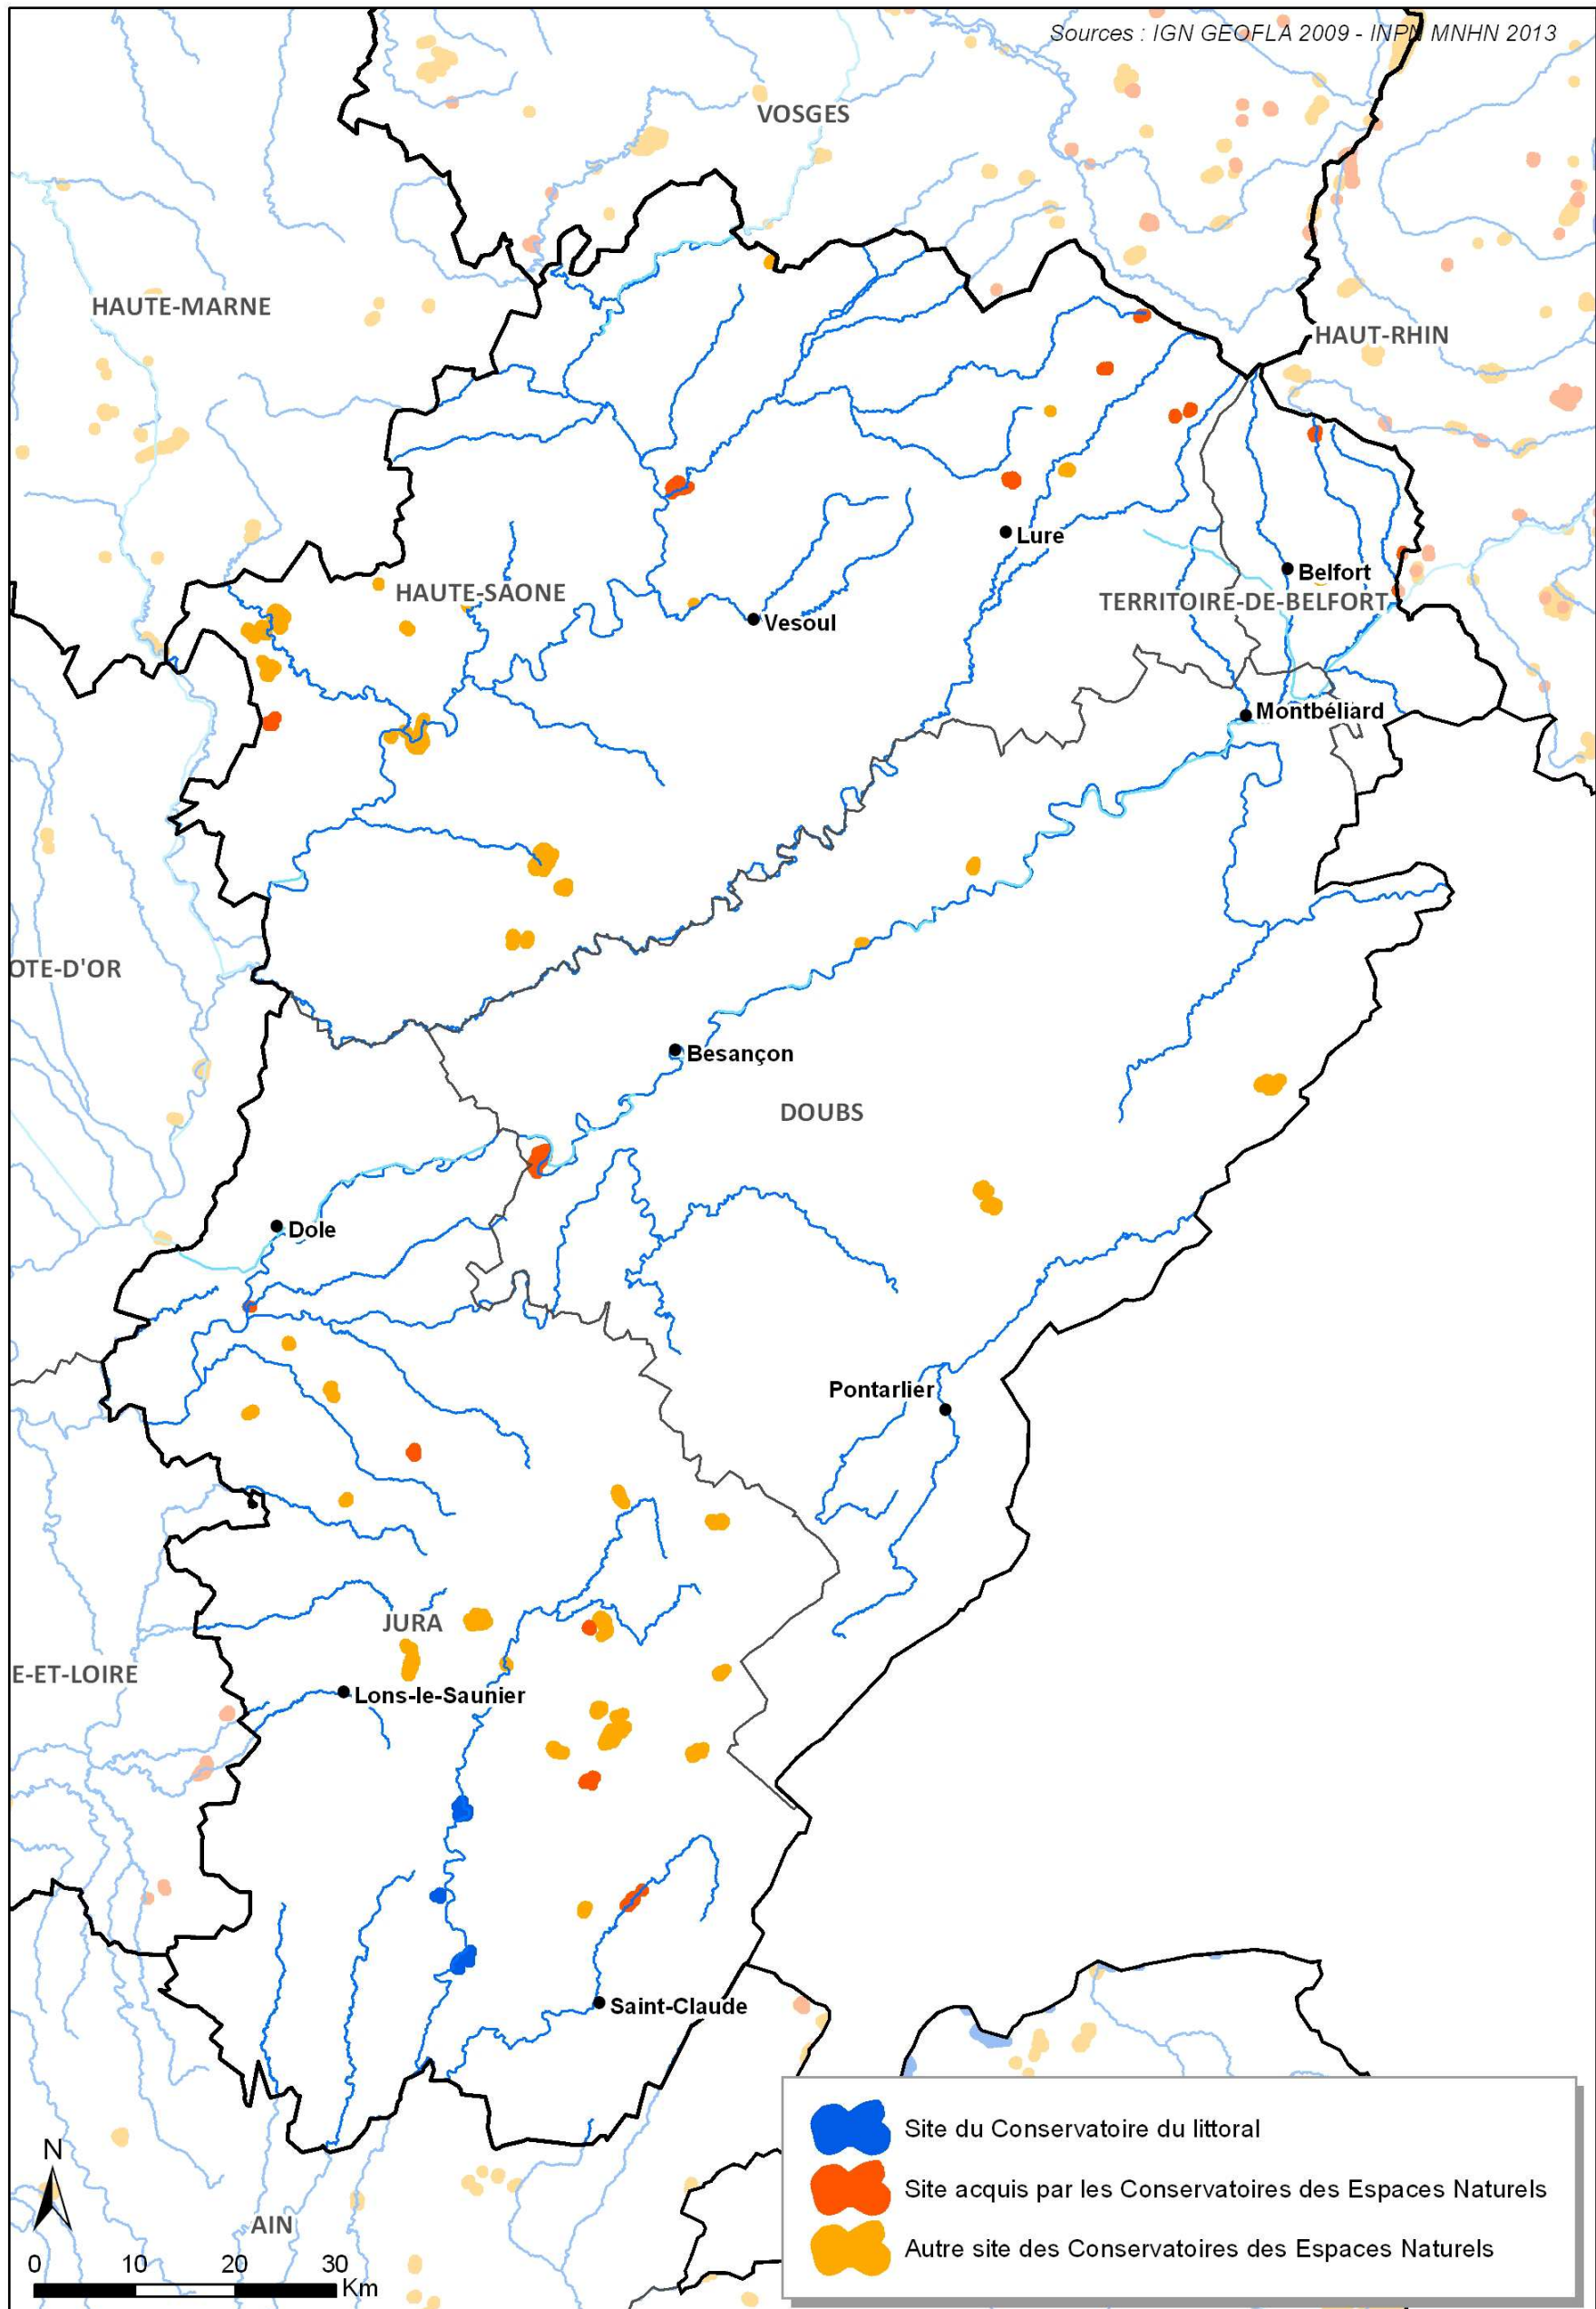 Sources : IGN GEOFLA 2009 - INPN MNHN 2013
VOSGES
HAUTE-MARNE
HAUT-RHIN
Lure
Belfort
HAUTE-SAONE
TERRITOIRE-DE-BELFORT
Vesoul
Montbéliard
OTE-D'OR
Besançon
DOUBS
Dole
Pontarlier
JURA
E-ET-LOIRE
Lons-le-Saunier
Saint-Claude
Site du Conservatoire du littoral
N
Site acquis par les Conservatoires des Espaces Naturels
AIN
Autre site des Conservatoires des Espaces Naturels
0 10 20 30
Km